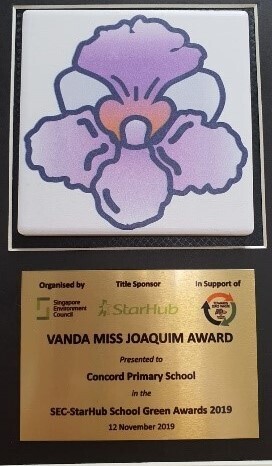 Organised by Title Sponsor In Support of
Singapore
Environment
Council
StarHub
VANDA MISS JOAQUIM AWARD
Presented to
Concord Primary School
in the
SEC-StarHub School Green Awards 2019
12 November 2019